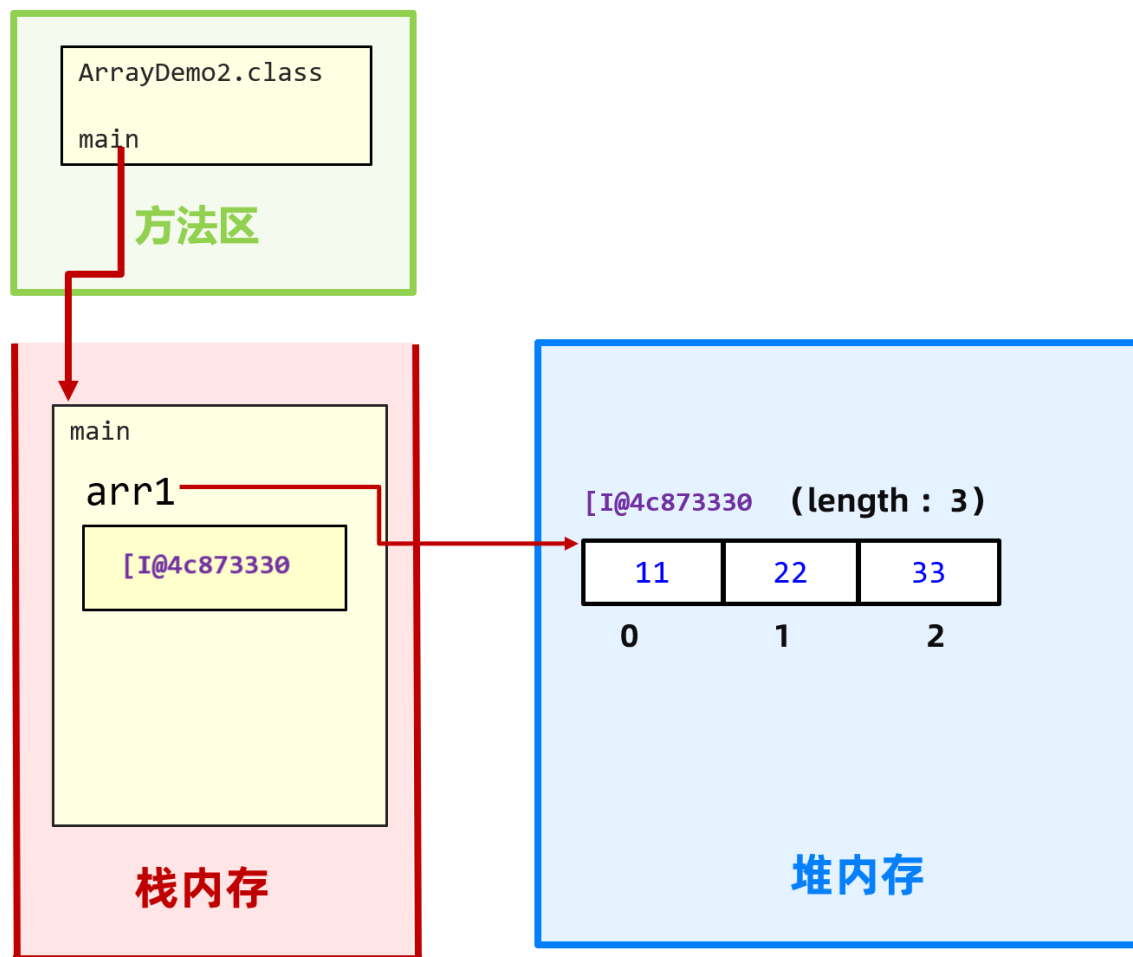 ArrayDemo2.class
main
方法区
main
arr1
[I@4c873330
栈内存
[I@4c873330 (length : 3)
11 22 33
0 1 2
堆内存